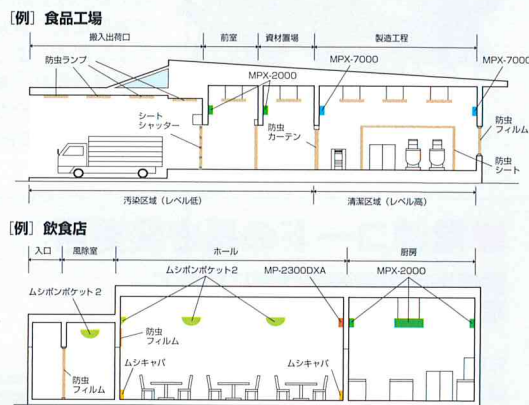 [例] 食品工場
搬入出荷口
前室
資材置場
製造工程
防虫ランプ
MPX-2000
MPX-7000
MPX-7000
シート
シャッター
防虫
カーテン
防虫
フィルム
防虫
シート
汚染区域（レベル低）
清潔区域（レベル高）
[例] 飲食店
入口
風除室
ホール
厨房
ムシポンポケット2
ムシポンポケット2
MP-2300DXA
MPX-2000
防虫
フィルム
防虫
フィルム
ムシキャパ
ムシキャパ